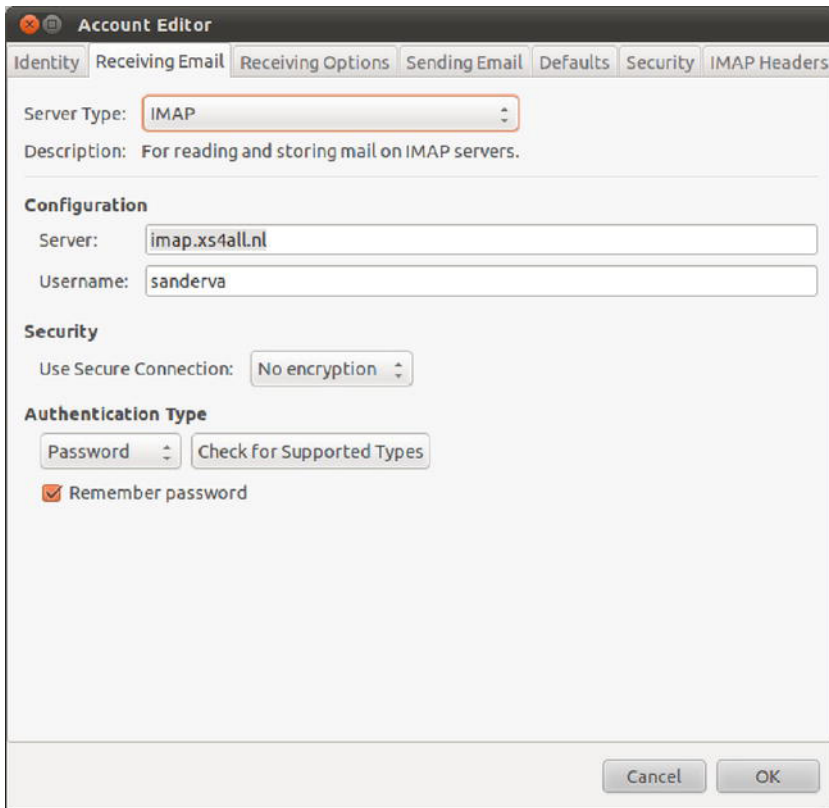 Account Editor
Identity Receiving Email Receiving Options Sending Email Defaults Security IMAP Headers
Server Type: IMAP
Description: For reading and storing mail on IMAP servers.
Configuration
Server: imap.xs4all.nl
Username: sanderva
Security
Use Secure Connection: No encryption
Authentication Type
Password Check for Supported Types
Remember password
Cancel OK